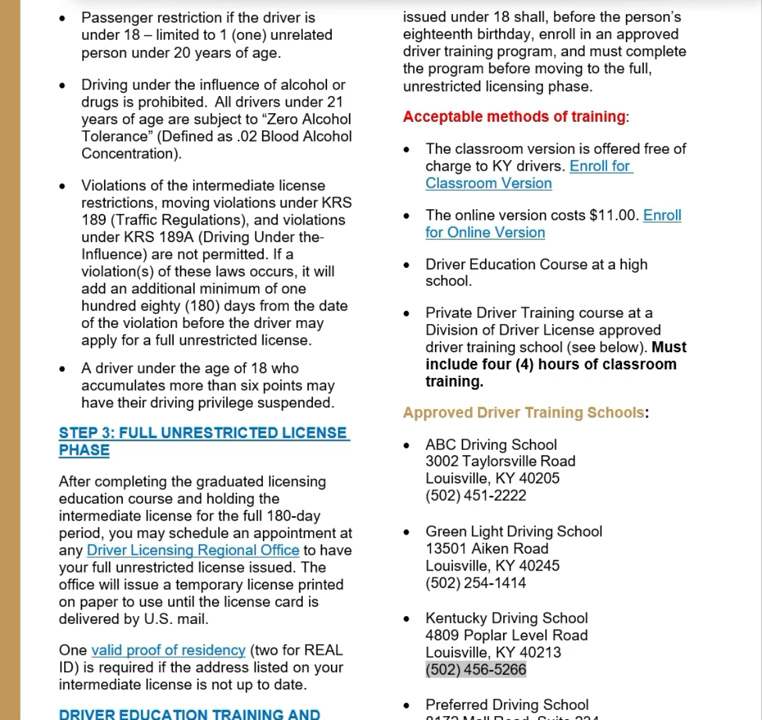 Passenger restriction if the driver is
under 18 – limited to 1 (one) unrelated
person under 20 years of age.
Driving under the influence of alcohol or
drugs is prohibited.  All drivers under 21
years of age are subject to “Zero Alcohol
Tolerance” (Defined as .02 Blood Alcohol
Concentration).
Violations of the intermediate license
restrictions, moving violations under KRS
189 (Traffic Regulations), and violations
under KRS 189A (Driving Under the-
Influence) are not permitted. If a
violation(s) of these laws occurs, it will
add an additional minimum of one
hundred eighty (180) days from the date
of the violation before the driver may
apply for a full unrestricted license.
A driver under the age of 18 who
accumulates more than six points may
have their driving privilege suspended.
STEP 3: FULL UNRESTRICTED LICENSE
PHASE
After completing the graduated licensing
education course and holding the
intermediate license for the full 180-day
period, you may schedule an appointment at
any Driver Licensing Regional Office to have
your full unrestricted license issued. The
office will issue a temporary license printed
on paper to use until the license card is
delivered by U.S. mail.
One valid proof of residency (two for REAL
ID) is required if the address listed on your
intermediate license is not up to date.
DRIVER EDUCATION TRAINING AND
issued under 18 shall, before the person’s
eighteenth birthday, enroll in an approved
driver training program, and must complete
the program before moving to the full,
unrestricted licensing phase.
Acceptable methods of training:
The classroom version is offered free of
charge to KY drivers. Enroll for
Classroom Version
The online version costs $11.00. Enroll
for Online Version
Driver Education Course at a high
school.
Private Driver Training course at a
Division of Driver License approved
driver training school (see below). Must
include four (4) hours of classroom
training.
Approved Driver Training Schools:
ABC Driving School
3002 Taylorsville Road
Louisville, KY 40205
(502) 451-2222
Green Light Driving School
13501 Aiken Road
Louisville, KY 40245
(502) 254-1414
Kentucky Driving School
4809 Poplar Level Road
Louisville, KY 40213
(502) 456-5266
Preferred Driving School